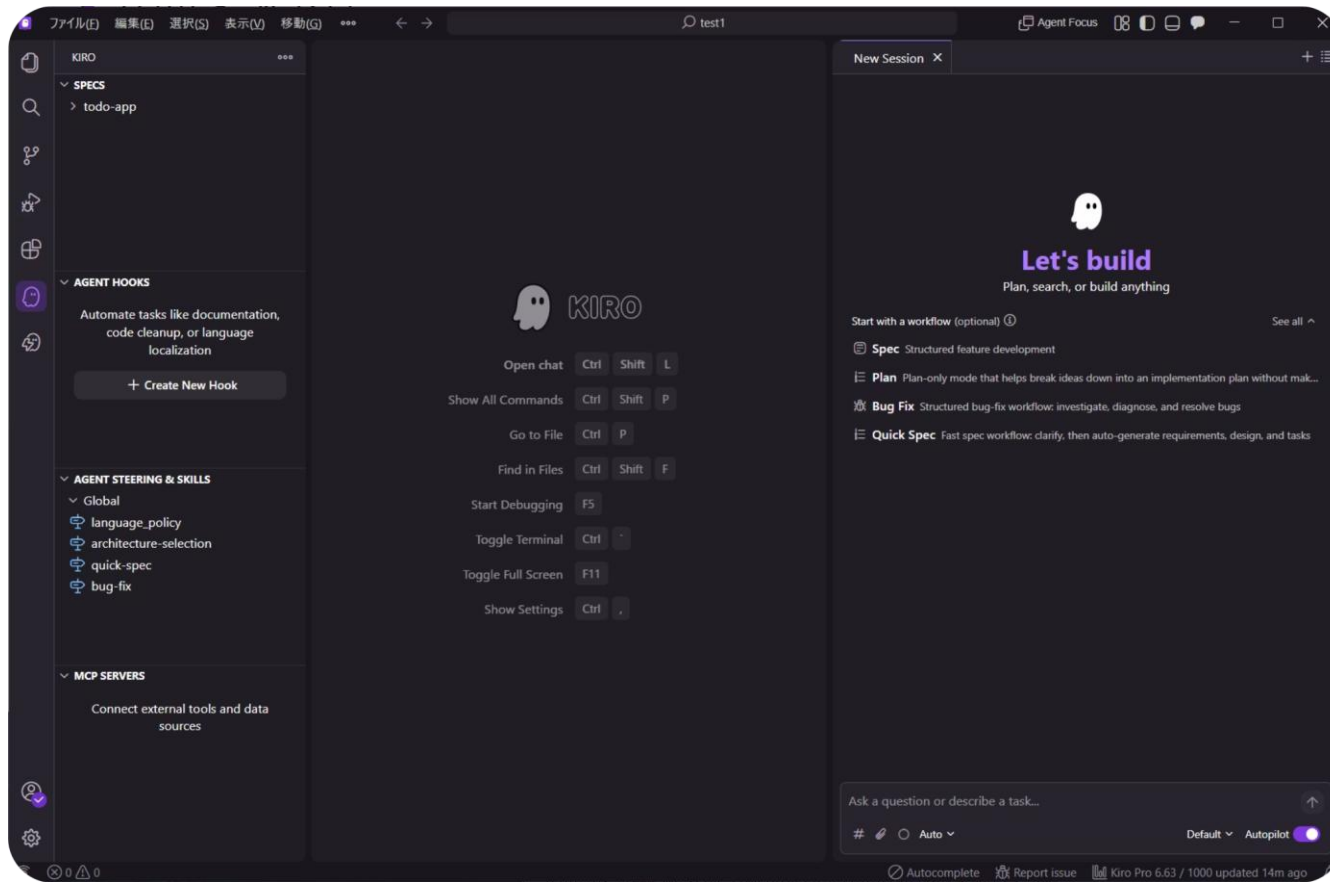 ファイル(F) 編集(E) 選択(S) 表示(V) 移動(G) test1 Agent Focus
KIRO
SPECS
todo-app
AGENT HOOKS
Automate tasks like documentation,
code cleanup, or language
localization
+ Create New Hook
AGENT STEERING & SKILLS
Global
language_policy
architecture-selection
quick-spec
bug-fix
MCP SERVERS
Connect external tools and data
sources
KIRO
Open chat Ctrl Shift L
Show All Commands Ctrl Shift P
Go to File Ctrl P
Find in Files Ctrl Shift F
Start Debugging F5
Toggle Terminal Ctrl `
Toggle Full Screen F11
Show Settings Ctrl ,
New Session
Let's build
Plan, search, or build anything
Start with a workflow (optional) See all
Spec Structured feature development
Plan Plan-only mode that helps break ideas down into an implementation plan without mak...
Bug Fix Structured bug-fix workflow: investigate, diagnose, and resolve bugs
Quick Spec Fast spec workflow: clarify, then auto-generate requirements, design, and tasks
Ask a question or describe a task...
# Auto Default Autopilot
0 0 Autocomplete Report issue Kiro Pro 6.63 / 1000 updated 14m ago